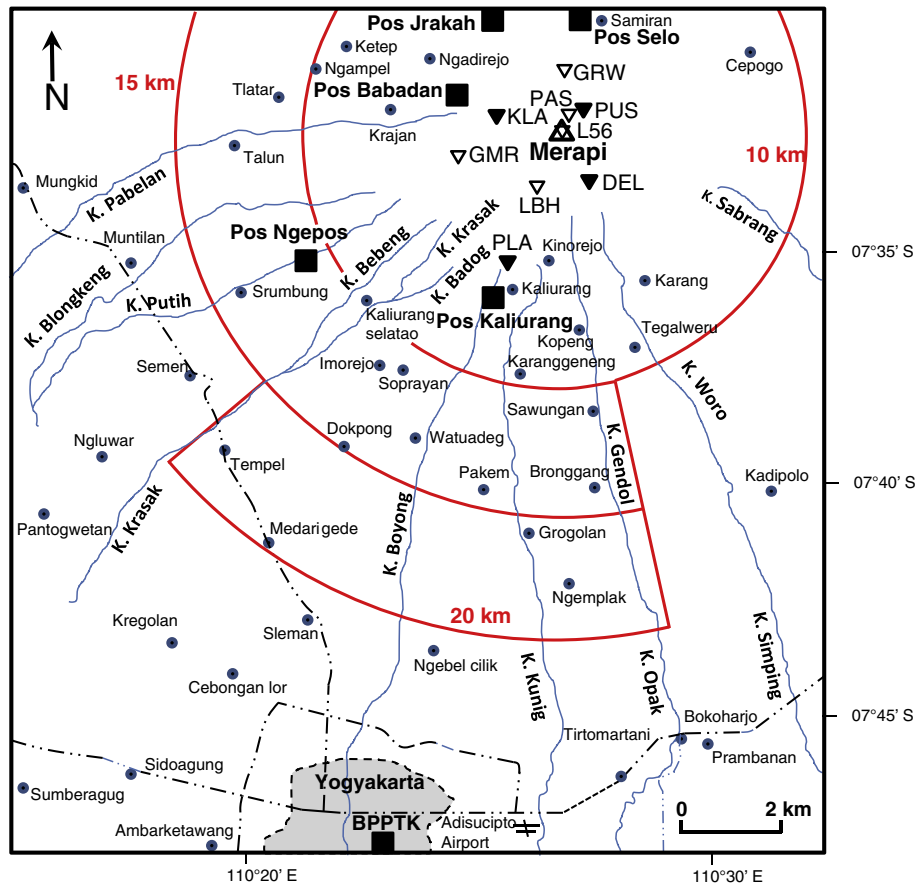 Pos Jrakah
Samiran
Pos Selo
Ketep
Ngadirejo
Cepogo
15 km
Ngampel
GRW
N
Tlatar
Pos Babadan
PAS
PUS
KLA
L56
Krajan
Merapi
10 km
Talun
GMR
Mungkid
K. Pabelan
DEL
LBH
K. Sabrang
Muntilan
Pos Ngepos
K. Bebeng
K. Krasak
PLA
Kinorejo
07°35' S
K. Blongkeng
K. Putih
Srumbung
K. Badog
Kaliurang
Karang
Kaliurang
selatao
Pos Kaliurang
Kopeng
Tegalweru
Semen
Imorejo
Soprayan
Karanggeneng
K. Woro
Sawungan
Ngluwar
Tempel
Dokpong
Watuadeg
K. Gendol
Pakem
Bronggang
Kadipolo
07°40' S
Pantogwetan
K. Krasak
Medari gede
K. Boyong
Grogolan
Ngemplak
Kregolan
Sleman
20 km
Ngebel cilik
K. Kunig
K. Opak
K. Simping
Cebongan lor
Bokoharjo
07°45' S
Tirtomartani
Prambanan
Sidoagung
Sumberagug
Yogyakarta
0 2 km
Ambarketawang
BPPTK
Adisucipto
Airport
110°20' E
110°30' E